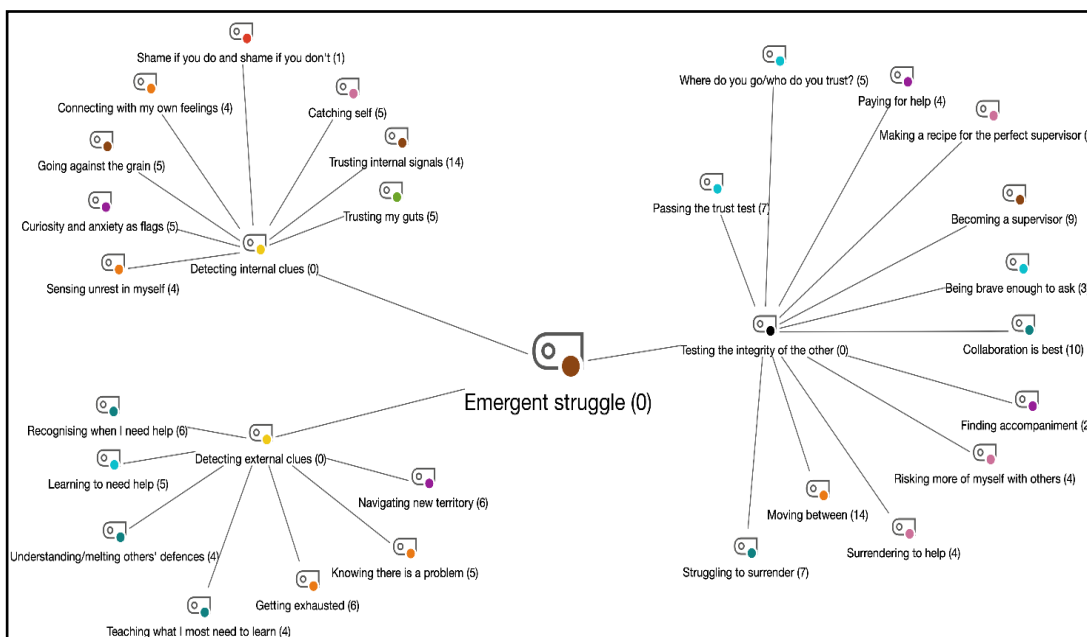 Shame if you do and shame if you don't (1)
Connecting with my own feelings (4)
Catching self (5)
Going against the grain (5)
Trusting internal signals (14)
Curiosity and anxiety as flags (5)
Trusting my guts (5)
Sensing unrest in myself (4)
Detecting internal clues (0)
Where do you go/who do you trust? (5)
Paying for help (4)
Making a recipe for the perfect supervisor (
Passing the trust test (7)
Becoming a supervisor (9)
Being brave enough to ask (3
Testing the integrity of the other (0)
Collaboration is best (10)
Emergent struggle (0)
Finding accompaniment (2
Recognising when I need help (6)
Detecting external clues (0)
Learning to need help (5)
Navigating new territory (6)
Risking more of myself with others (4)
Moving between (14)
Understanding/melting others' defences (4)
Knowing there is a problem (5)
Surrendering to help (4)
Struggling to surrender (7)
Getting exhausted (6)
Teaching what I most need to learn (4)